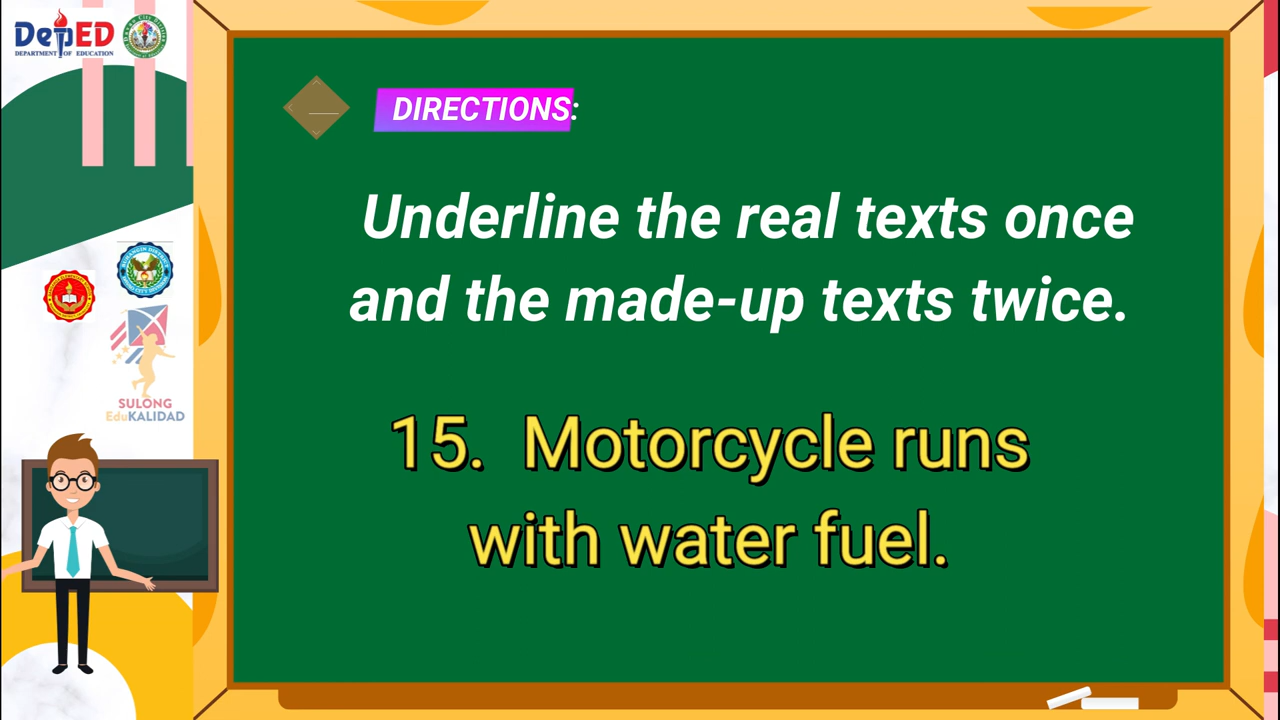 DepED
DEPARTMENT OF EDUCATION
DIRECTIONS:
Underline the real texts once
and the made-up texts twice.
15. Motorcycle runs
with water fuel.
SULONG
EduKALIDAD